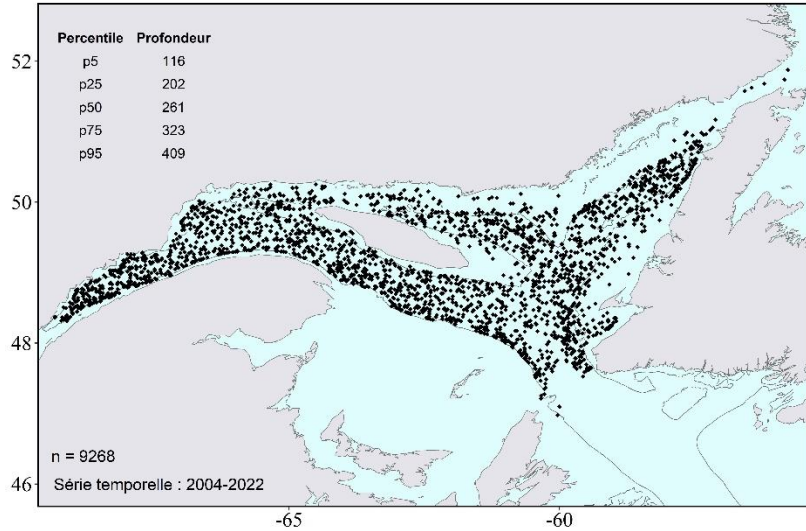 Percentile Profondeur
p5 116
p25 202
p50 261
p75 323
p95 409
52
50
48
46
n = 9268
Série temporelle : 2004-2022
-65 -60